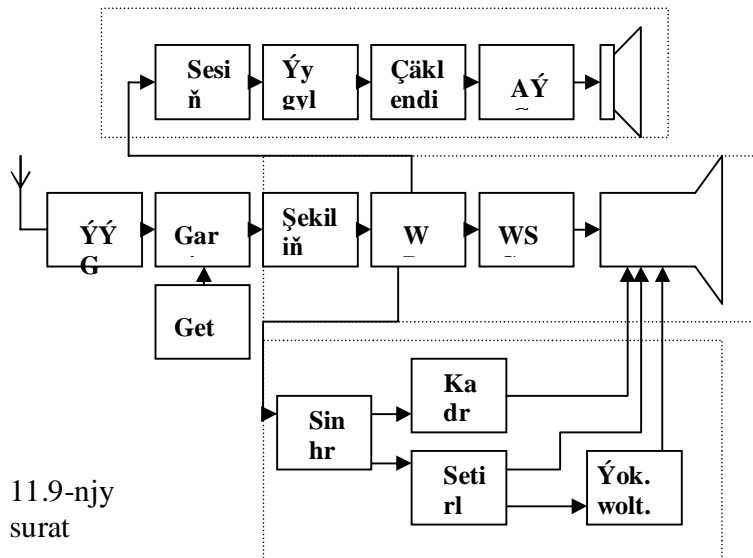 Sesi
ň
Ýy
gyl
Çäkl
endi
AÝ
ÝÝ
G
Gar
Şekil
iň
W
WS
Get
Ka
dr
Sin
hr
Seti
rl
Ýok.
wolt.
11.9-njy
surat